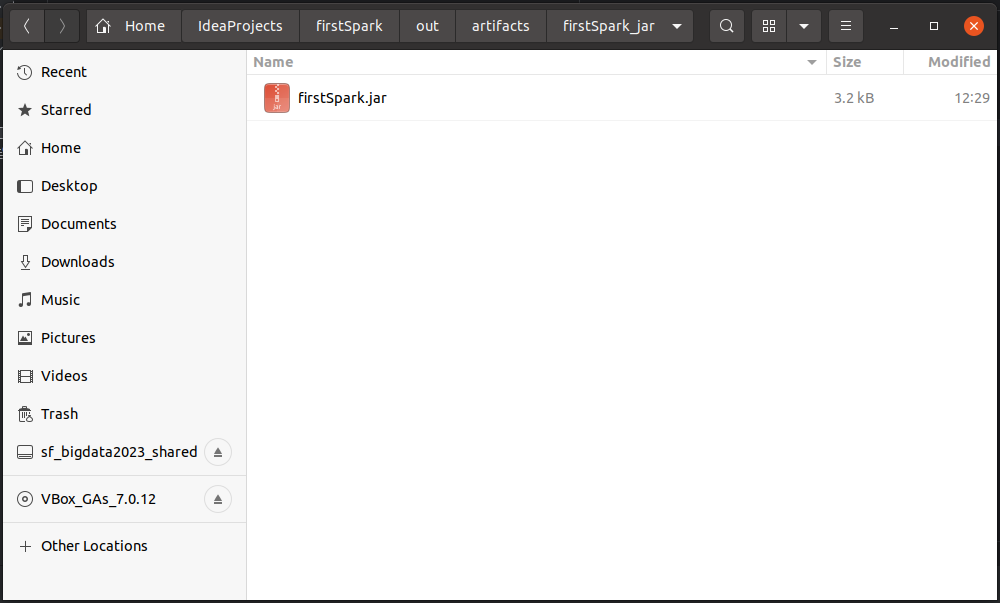 Home IdeaProjects firstSpark out artifacts firstSpark_jar
Name Size Modified
firstSpark.jar 3.2 kB 12:29
jar
Recent
Starred
Home
Desktop
Documents
Downloads
Music
Pictures
Videos
Trash
sf_bigdata2023_shared
VBox_GAs_7.0.12
Other Locations